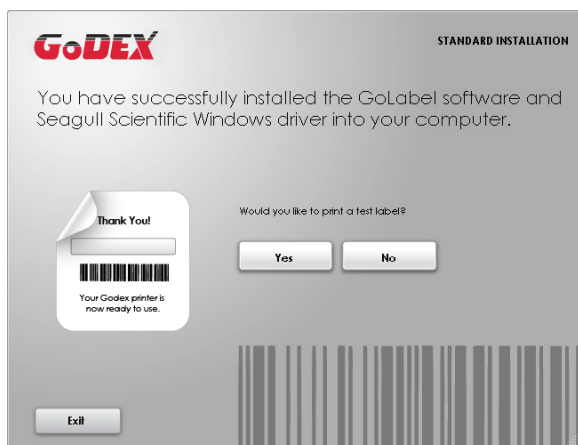 GoDEX
STANDARD INSTALLATION
You have successfully installed the GoLabel software and
Seagull Scientific Windows driver into your computer.
Thank You!
Your Godex printer is
now ready to use.
Would you like to print a test label?
Yes
No
Exit